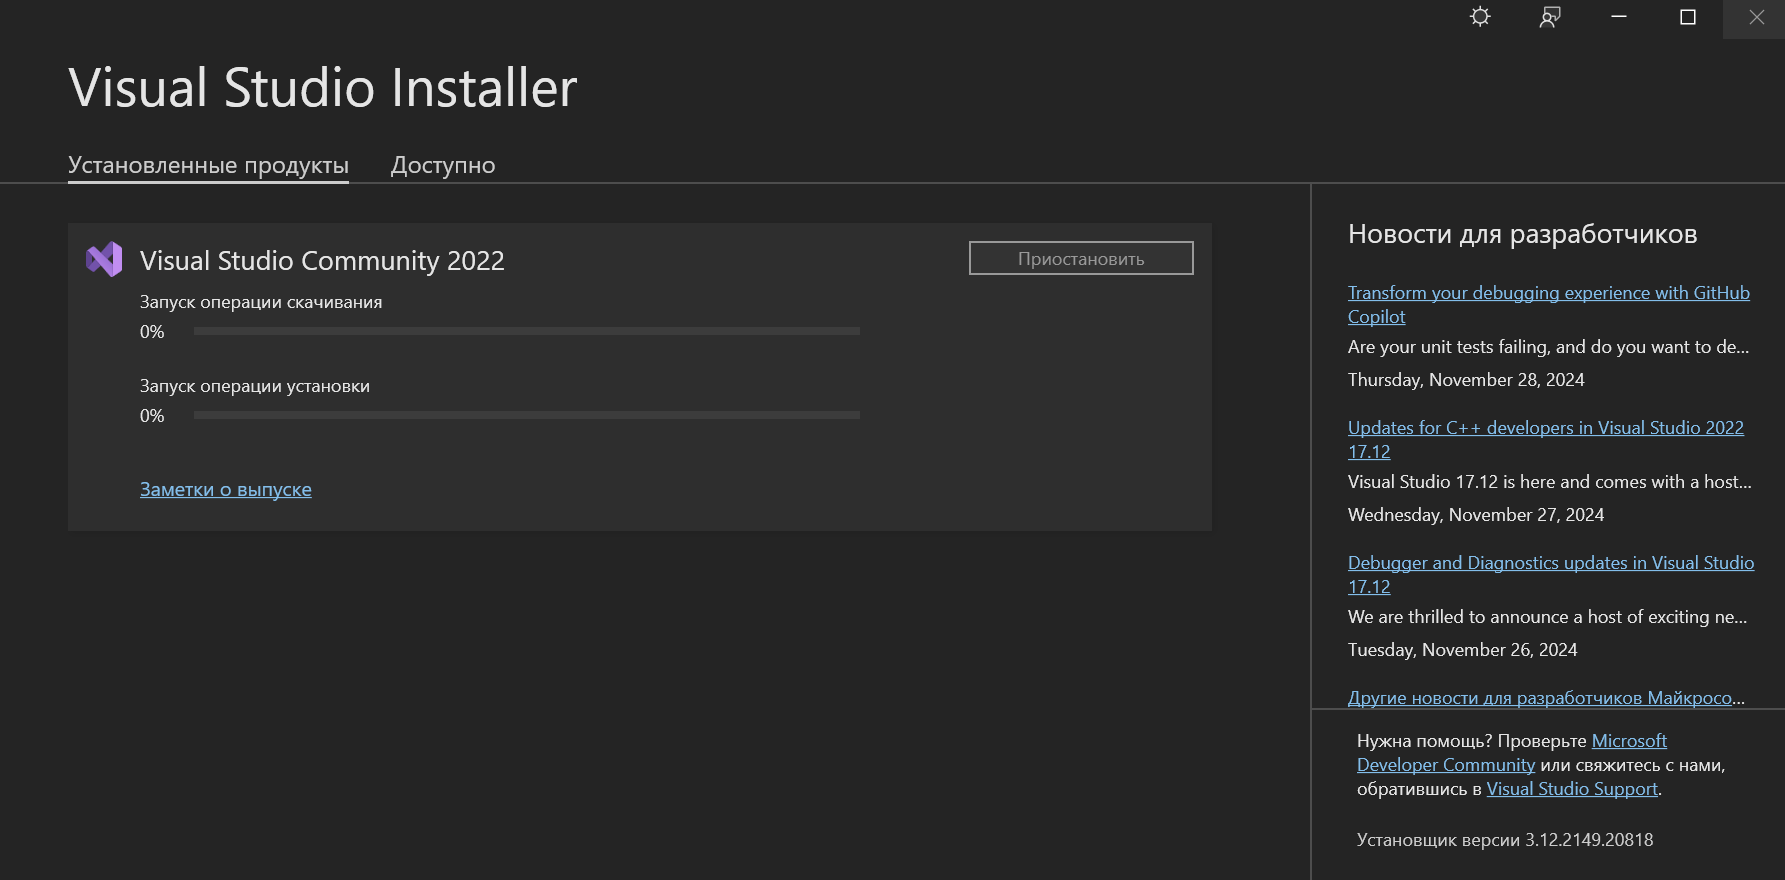 Visual Studio Installer
Установленные продукты
Доступно
Visual Studio Community 2022
Приостановить
Запуск операции скачивания
0%
Запуск операции установки
0%
Заметки о выпуске
Новости для разработчиков
Transform your debugging experience with GitHub
Copilot
Are your unit tests failing, and do you want to de...
Thursday, November 28, 2024
Updates for C++ developers in Visual Studio 2022
17.12
Visual Studio 17.12 is here and comes with a host...
Wednesday, November 27, 2024
Debugger and Diagnostics updates in Visual Studio
17.12
We are thrilled to announce a host of exciting ne...
Tuesday, November 26, 2024
Другие новости для разработчиков Майкросо...
Нужна помощь? Проверьте Microsoft
Developer Community или свяжитесь с нами,
обратившись в Visual Studio Support.
Установщик версии 3.12.2149.20818